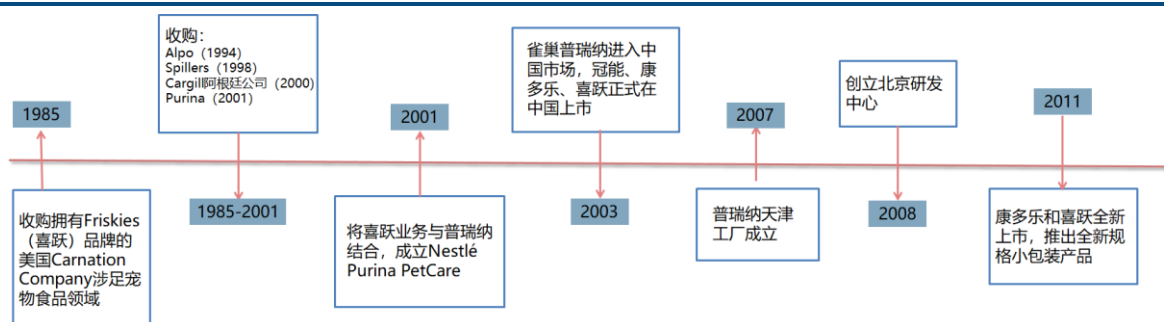 1985
收购拥有Friskies
（喜跃）品牌的
美国Carnation
Company涉足宠
物食品领域
收购：
Alpo（1994）
Spillers（1998）
Cargill阿根廷公司（2000）
Purina（2001）
1985-2001
2001
将喜跃业务与普瑞纳
结合，成立Nestlé
Purina PetCare
雀巢普瑞纳进入中
国市场，冠能、康
多乐、喜跃正式在
中国上市
2003
2007
普瑞纳天津
工厂成立
创立北京研发
中心
2008
2011
康多乐和喜跃全新
上市，推出全新规
格小包装产品